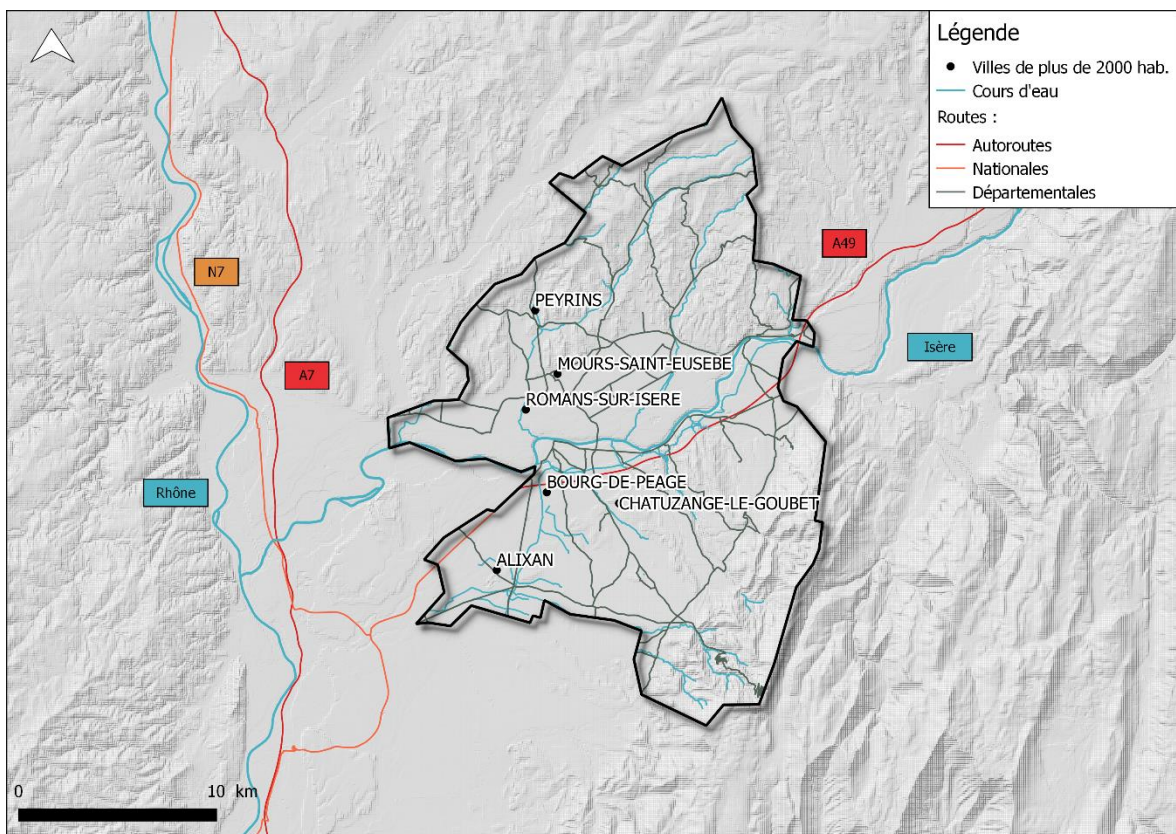 Légende
Villes de plus de 2000 hab.
Cours d'eau
Routes :
Autoroutes
Nationales
Départementales
A49
N7
PEYRINS
Isère
MOURS-SAINT-EUSEBE
A7
ROMANS-SUR-ISERE
BOURG-DE-PEAGE
Rhône
CHATUZANGE-LE-GOUBET
ALIXAN
0 10 km